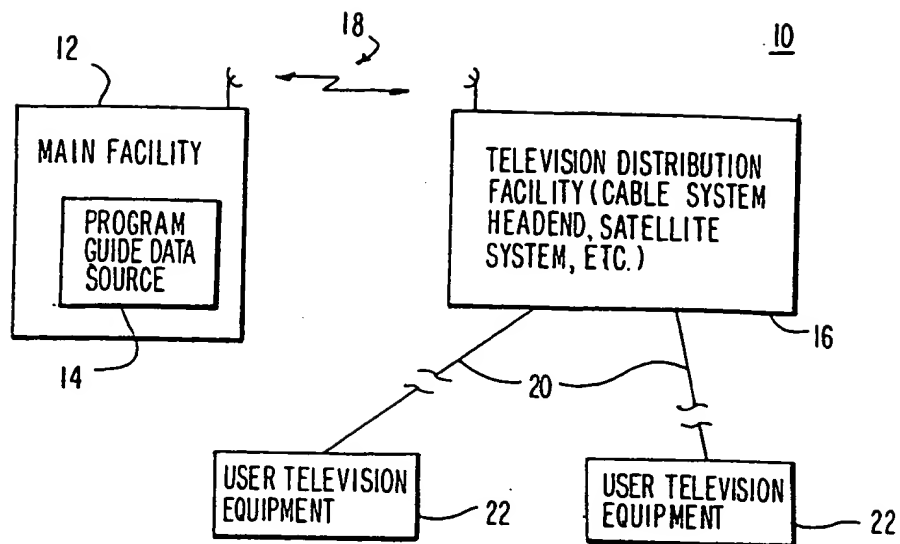 18
10
12
MAIN FACILITY
PROGRAM
GUIDE DATA
SOURCE
14
TELEVISION DISTRIBUTION
FACILITY (CABLE SYSTEM
HEADEND, SATELLITE
SYSTEM, ETC.)
16
20
USER TELEVISION
EQUIPMENT
22
USER TELEVISION
EQUIPMENT
22